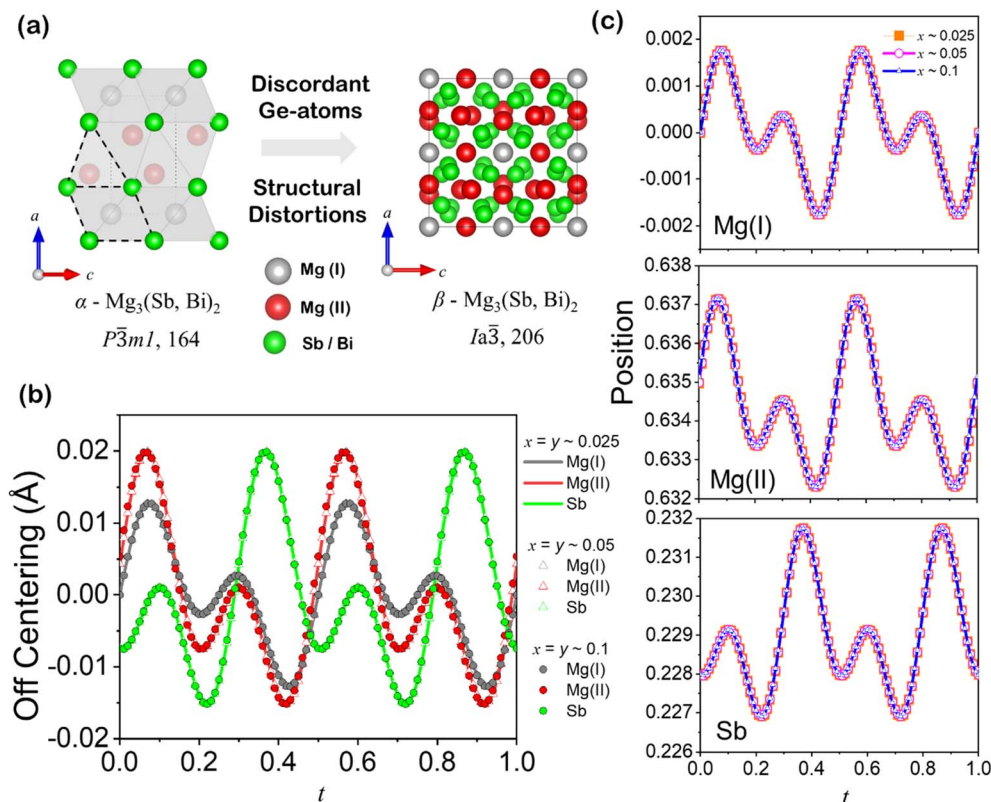 (a)
Discordant
Ge-atoms
Structural
Distortions
a
c
Mg (I)
Mg (II)
Sb / Bi
α - Mg₃(Sb, Bi)₂
P3̅m1, 164
a
c
β - Mg₃(Sb, Bi)₂
Ia3̅, 206
(b)
Off Centering (Å)
0.02
0.01
0.00
-0.01
-0.02
0.0 0.2 0.4 0.6 0.8 1.0
t
x = y ~ 0.025
Mg(I)
Mg(II)
Sb
x = y ~ 0.05
Mg(I)
Mg(II)
Sb
x = y ~ 0.1
Mg(I)
Mg(II)
Sb
(c)
Position
0.002
0.001
0.000
-0.001
-0.002
x ~ 0.025
x ~ 0.05
x ~ 0.1
Mg(I)
0.638
0.637
0.636
0.635
0.634
0.633
0.632
Mg(II)
0.232
0.231
0.230
0.229
0.228
0.227
0.226
Sb
0.0 0.2 0.4 0.6 0.8 1.0
t